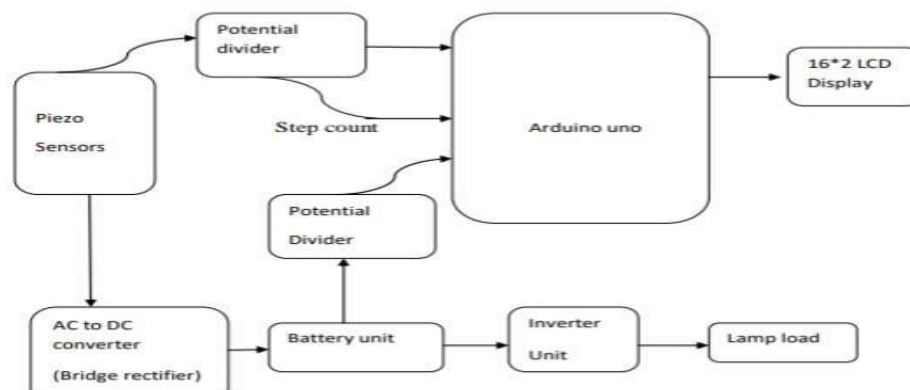 Potential
divider
16*2 LCD
Display
Piezo
Sensors
Step count
Arduino uno
Potential
Divider
AC to DC
converter
(Bridge rectifier)
Battery unit
Inverter
Unit
Lamp load